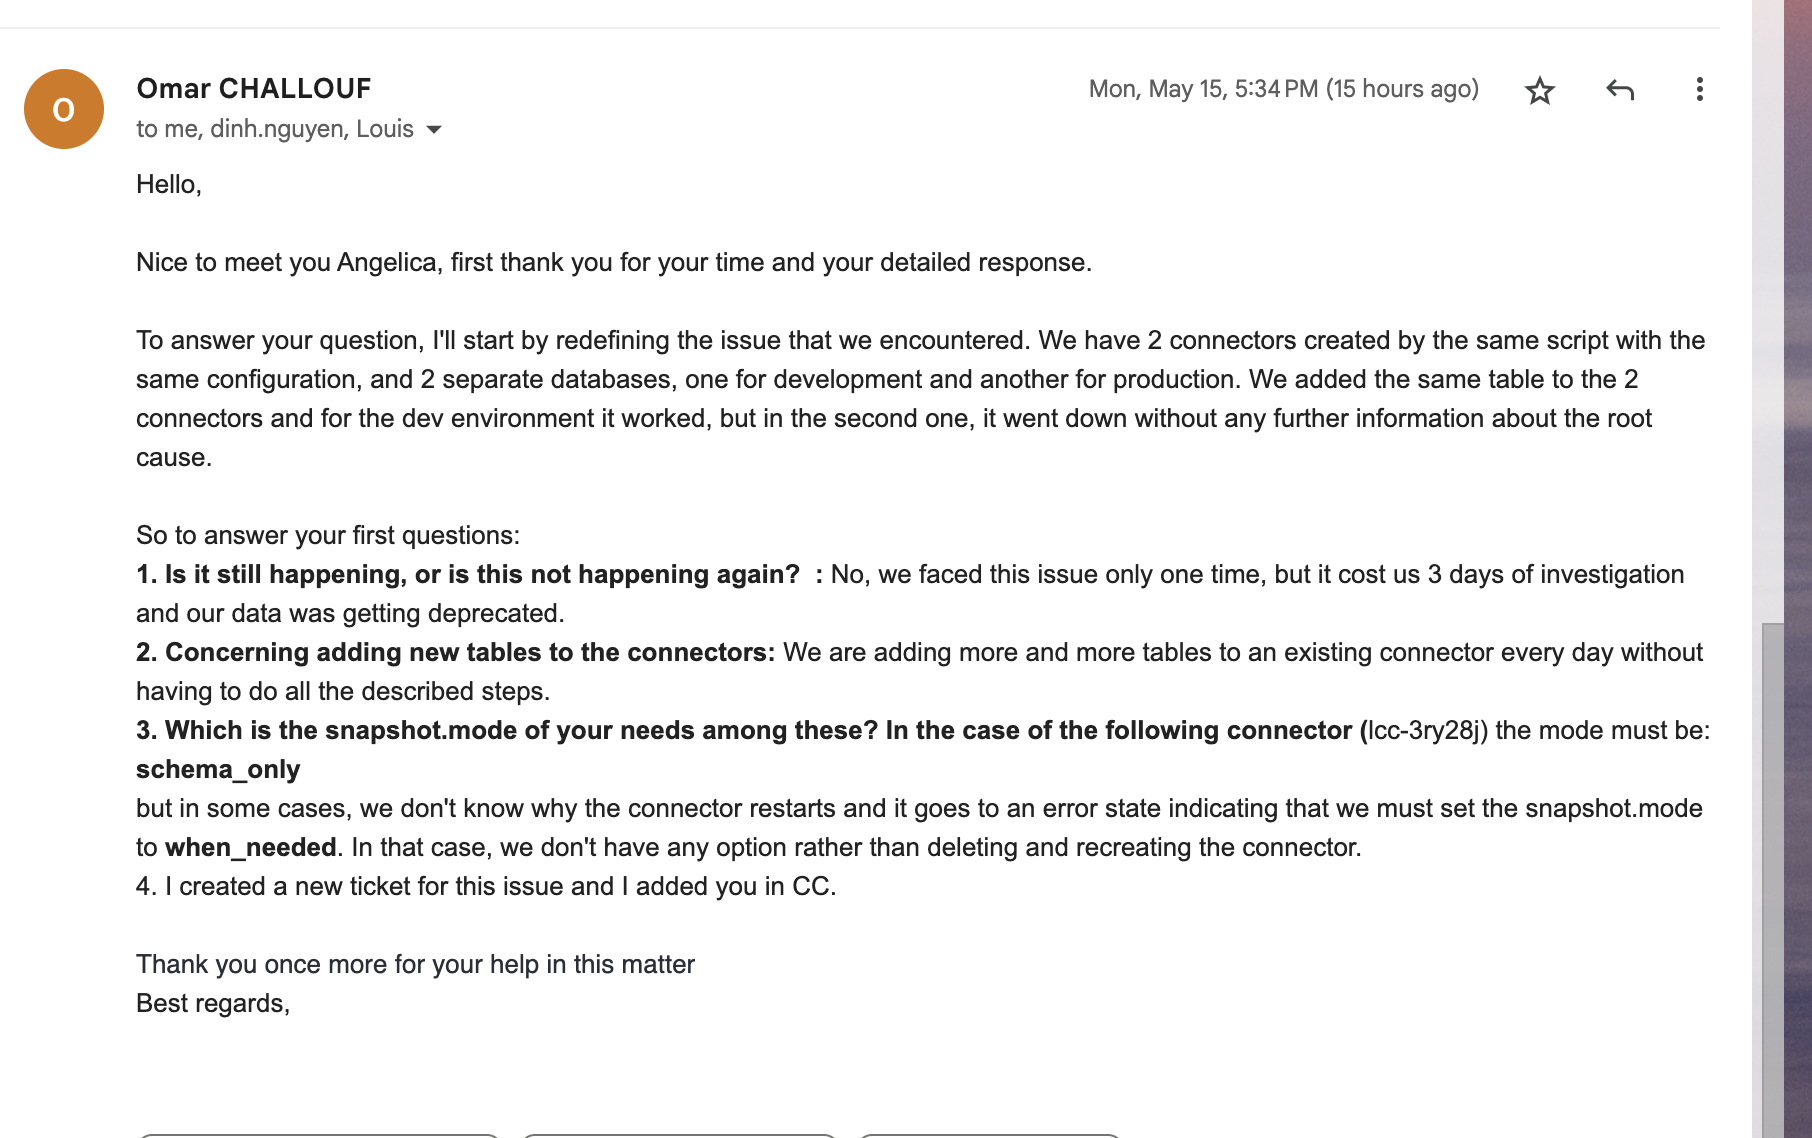 O
Omar CHALLOUF
Mon, May 15, 5:34 PM (15 hours ago)
to me, dinh.nguyen, Louis
Hello,
Nice to meet you Angelica, first thank you for your time and your detailed response.
To answer your question, I'll start by redefining the issue that we encountered. We have 2 connectors created by the same script with the
same configuration, and 2 separate databases, one for development and another for production. We added the same table to the 2
connectors and for the dev environment it worked, but in the second one, it went down without any further information about the root
cause.
So to answer your first questions:
1. Is it still happening, or is this not happening again?  : No, we faced this issue only one time, but it cost us 3 days of investigation
and our data was getting deprecated.
2. Concerning adding new tables to the connectors: We are adding more and more tables to an existing connector every day without
having to do all the described steps.
3. Which is the snapshot.mode of your needs among these? In the case of the following connector (lcc-3ry28j) the mode must be:
schema_only
but in some cases, we don't know why the connector restarts and it goes to an error state indicating that we must set the snapshot.mode
to when_needed. In that case, we don't have any option rather than deleting and recreating the connector.
4. I created a new ticket for this issue and I added you in CC.
Thank you once more for your help in this matter
Best regards,